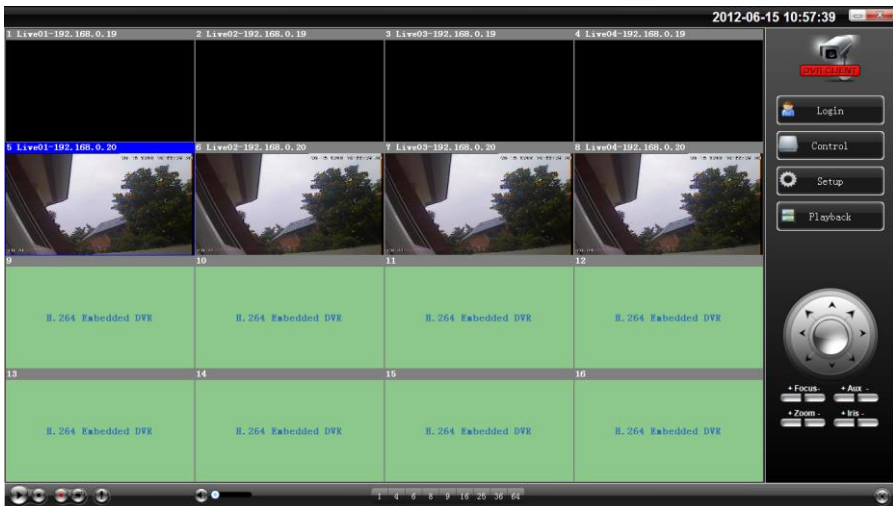 2012-06-15 10:57:39
1 Live01-192.168.0.19
2 Live02-192.168.0.19
3 Live03-192.168.0.19
4 Live04-192.168.0.19
DVR CLIENT
Login
Control
5 Live01-192.168.0.20
6 Live02-192.168.0.20
7 Live03-192.168.0.20
8 Live04-192.168.0.20
Setup
Playback
9
10
11
12
H.264 Embedded DVR
H.264 Embedded DVR
H.264 Embedded DVR
H.264 Embedded DVR
13
14
15
16
+ Focus -
+ Aux -
+ Zoom -
+ Iris -
H.264 Embedded DVR
H.264 Embedded DVR
H.264 Embedded DVR
H.264 Embedded DVR
1 4 6 8 9 16 25 36 64